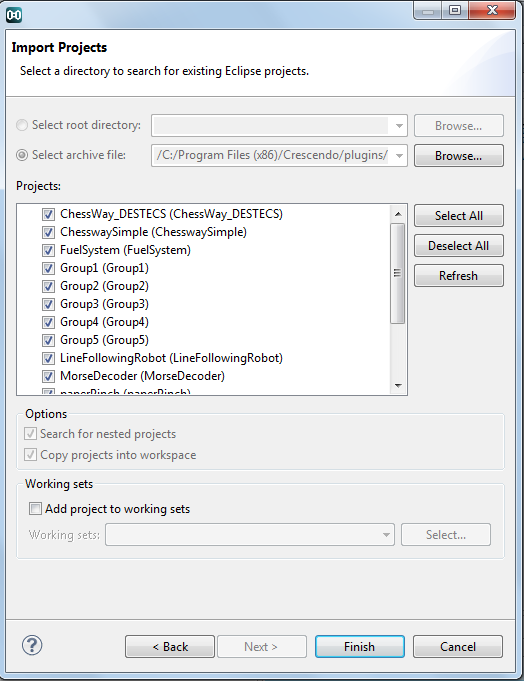 Import Projects
Select a directory to search for existing Eclipse projects.
Select root directory:
Browse...
Select archive file:
/C:/Program Files (x86)/Crescendo/plugins/
Browse...
Projects:
ChessWay_DESTECS (ChessWay_DESTECS)
ChesswaySimple (ChesswaySimple)
FuelSystem (FuelSystem)
Group1 (Group1)
Group2 (Group2)
Group3 (Group3)
Group4 (Group4)
Group5 (Group5)
LineFollowingRobot (LineFollowingRobot)
MorseDecoder (MorseDecoder)
paperPinch (paperPinch)
Select All
Deselect All
Refresh
Options
Search for nested projects
Copy projects into workspace
Working sets
Add project to working sets
Working sets:
Select...
?
< Back
Next >
Finish
Cancel